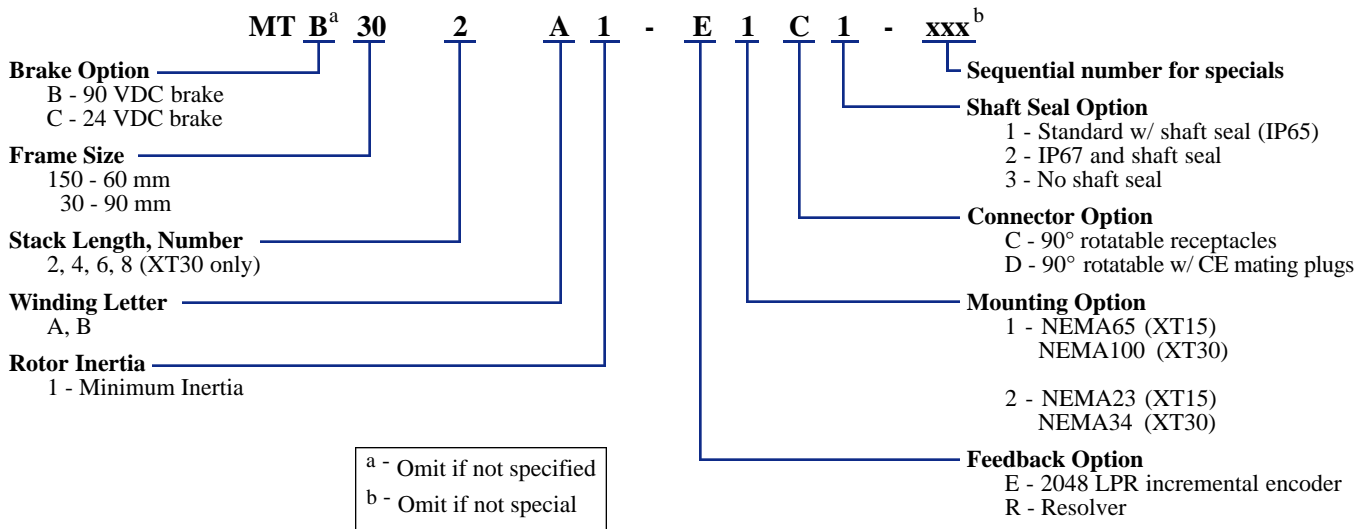 MT B a 30 2 A 1 - E 1 C 1 - xxx b
Brake Option
B - 90 VDC brake
C - 24 VDC brake
Frame Size
150 - 60 mm
30 - 90 mm
Stack Length, Number
2, 4, 6, 8 (XT30 only)
Winding Letter
A, B
Rotor Inertia
1 - Minimum Inertia
a - Omit if not specified
b - Omit if not special
Sequential number for specials
Shaft Seal Option
1 - Standard w/ shaft seal (IP65)
2 - IP67 and shaft seal
3 - No shaft seal
Connector Option
C - 90° rotatable receptacles
D - 90° rotatable w/ CE mating plugs
Mounting Option
1 - NEMA65 (XT15)
NEMA100 (XT30)
2 - NEMA23 (XT15)
NEMA34 (XT30)
Feedback Option
E - 2048 LPR incremental encoder
R - Resolver